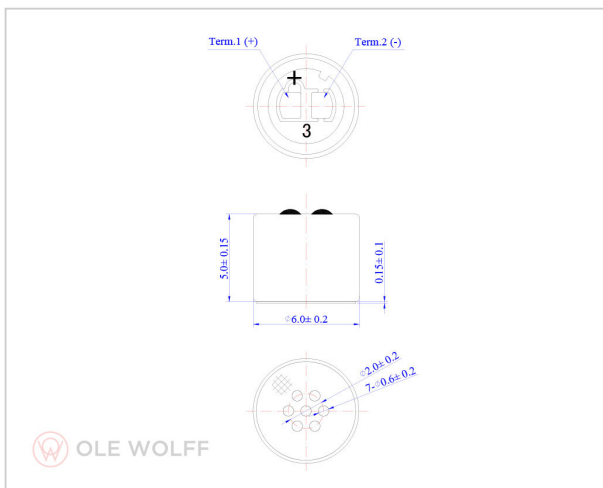 Term.1 (+)
Term.2 (-)
+
3
5.0± 0.15
0.15± 0.1
∅6.0± 0.2
∅2.0± 0.2
7-∅0.6± 0.2
OLE WOLFF